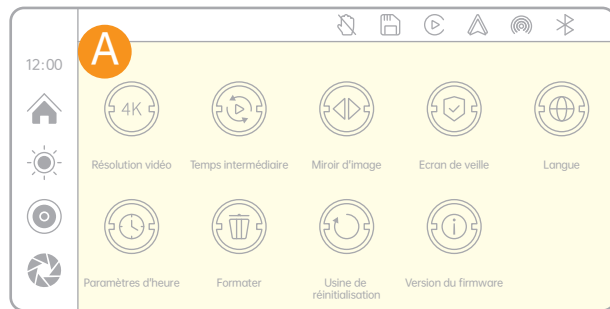 A
12:00
4K
Résolution vidéo
Temps intermédiaire
Miroir d'image
Ecran de veille
Langue
Paramètres d'heure
Formater
Usine de
réinitialisation
Version du firmware